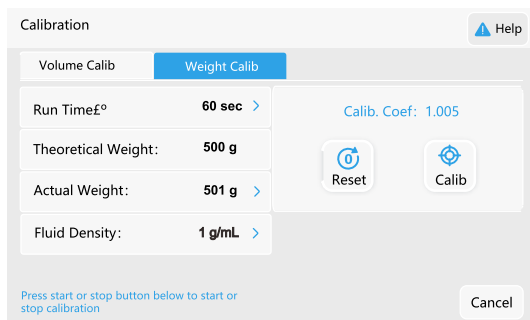 Calibration
Help
Volume Calib
Weight Calib
Run Time£º
60 sec
Theoretical Weight:
500 g
Actual Weight:
501 g
Fluid Density:
1 g/mL
Calib. Coef: 1.005
0
Reset
Calib
Press start or stop button below to start or
stop calibration
Cancel